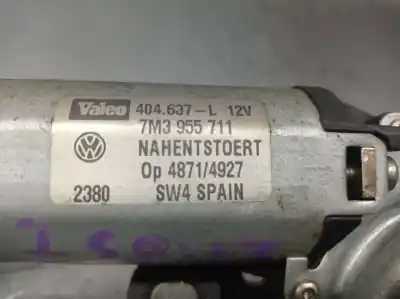 Valeo 404.637-L 12V
7M3 955 711
NAHENTSTOERT
Op 4871/4927
2380 SW4 SPAIN